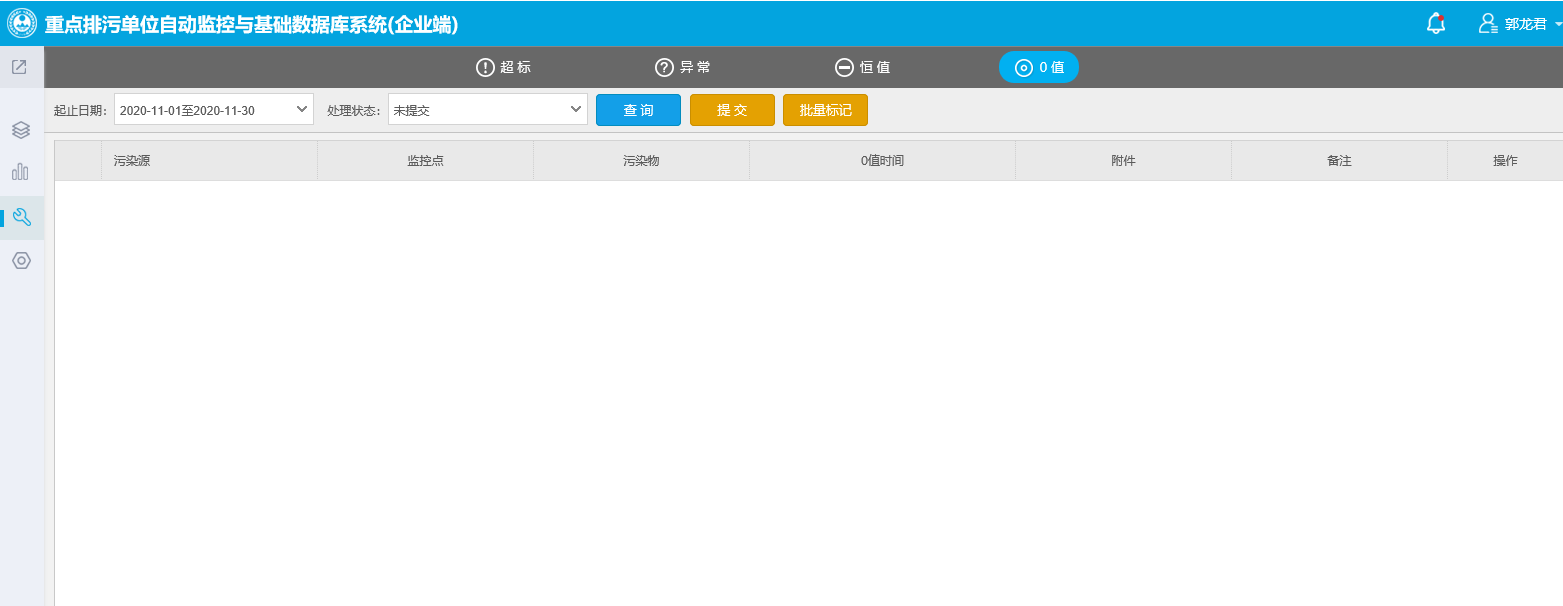 重点排污单位自动监控与基础数据库系统(企业端)
郭龙君
超标 异常 恒值 0值
起止日期: 2020-11-01至2020-11-30 处理状态: 未提交 查询 提交 批量标记
污染源 监控点 污染物 0值时间 附件 备注 操作